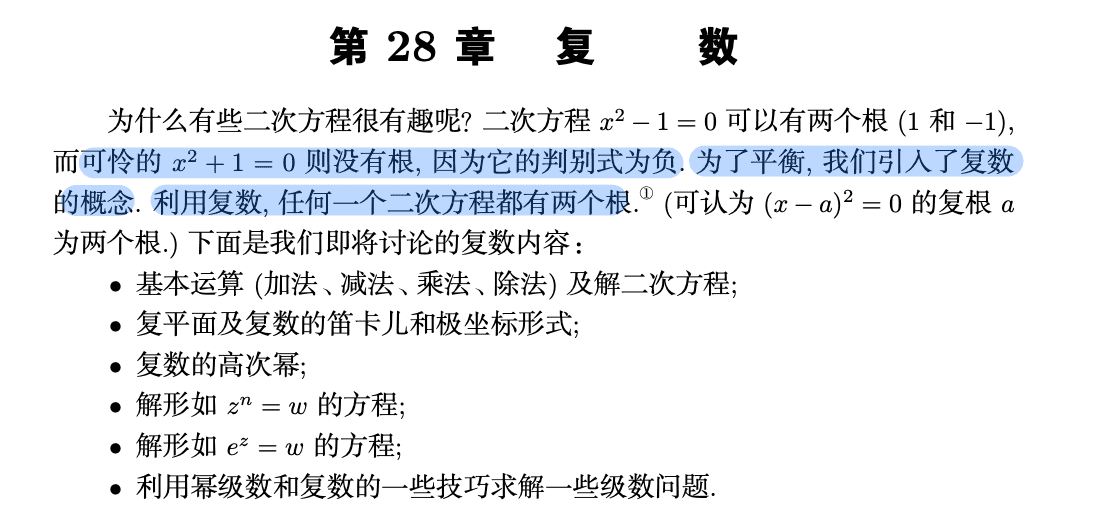 第 28 章 复 数
为什么有些二次方程很有趣呢? 二次方程 x² − 1 = 0 可以有两个根 (1 和 −1),
而可怜的 x² + 1 = 0 则没有根, 因为它的判别式为负. 为了平衡, 我们引入了复数
的概念. 利用复数, 任何一个二次方程都有两个根.① (可认为 (x − a)² = 0 的复根 a
为两个根.) 下面是我们即将讨论的复数内容:
• 基本运算 (加法、减法、乘法、除法) 及解二次方程;
• 复平面及复数的笛卡儿和极坐标形式;
• 复数的高次幂;
• 解形如 zⁿ = w 的方程;
• 解形如 eᶻ = w 的方程;
• 利用幂级数和复数的一些技巧求解一些级数问题.